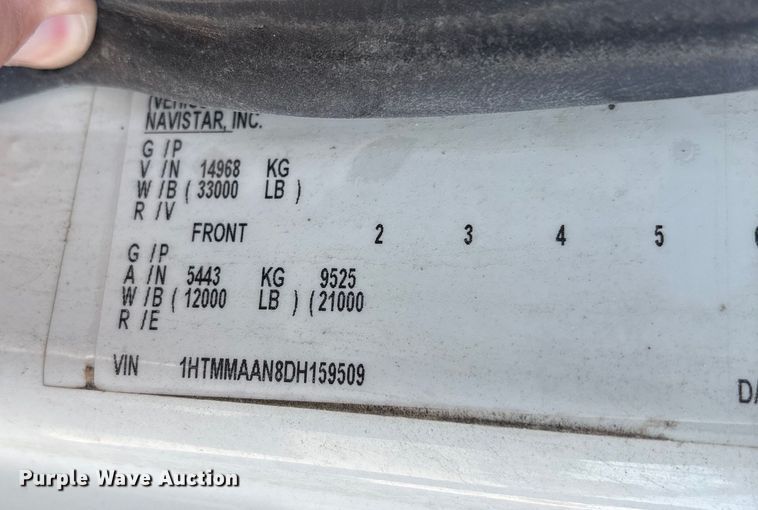 NAVISTAR, INC.
G /P
V /N 14968 KG
W /B ( 33000 LB )
R /V
FRONT 2 3 4 5
G /P
A /N 5443 KG 9525
W /B ( 12000 LB ) ( 21000
R /E
VIN 1HTMMAAN8DH159509
Purple Wave Auction